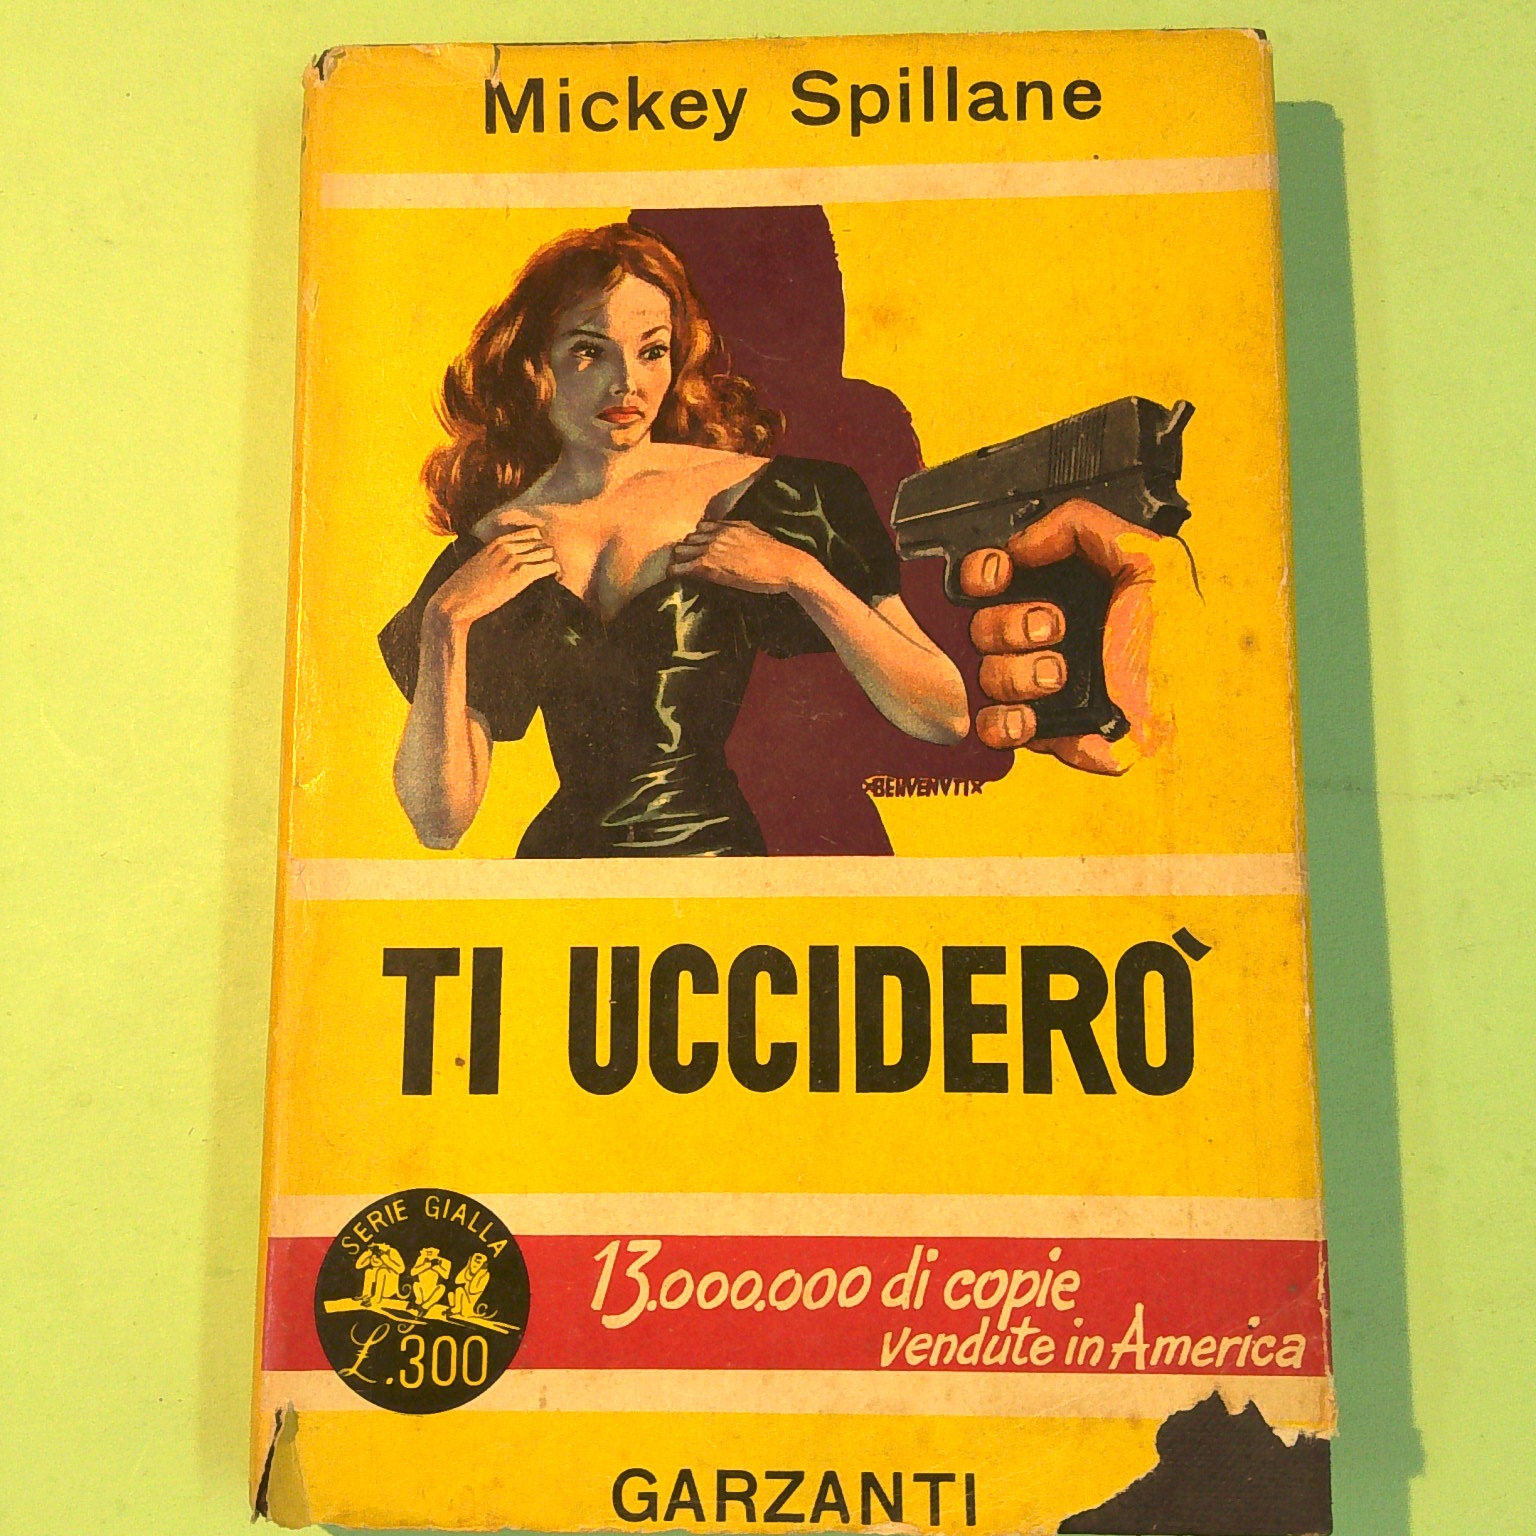 Mickey Spillane
BENVENUTI
TI UCCIDERÒ
SERIE GIALLA
L.300
13.000.000 di copie
vendute in America
GARZANTI